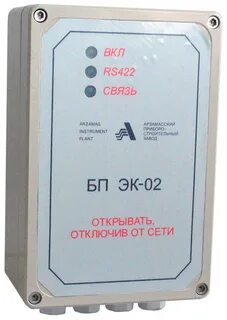 ВКЛ
RS422
СВЯЗЬ
ARZAMAS
INSTRUMENT
PLANT
АРЗАМАССКИЙ
ПРИБОРО-
СТРОИТЕЛЬНЫЙ
ЗАВОД
БП ЭК-02
ОТКРЫВАТЬ,
ОТКЛЮЧИВ ОТ СЕТИ